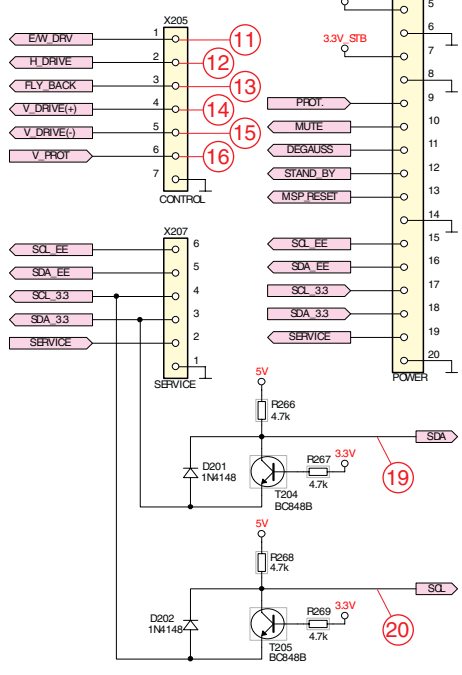 X205
E/W_DRV 1 11
H_DRIVE 2 12
FLY_BACK 3 13
V_DRIVE(+) 4 14
V_DRIVE(-) 5 15
V_PROT 6 16
7
CONTROL
X207
SCL_EE 6
SDA_EE 5
SCL_3.3 4
SDA_3.3 3
SERVICE 2
1
SERVICE
5
6
3.3V_STB
7
8
PROT. 9
MUTE 10
DEGAUSS 11
STAND_BY 12
MSP_RESET 13
14
SCL_EE 15
SDA_EE 16
SCL_3.3 17
SDA_3.3 18
SERVICE 19
20
POWER
5V
R266
4.7k
SDA
D201
1N4148
R267
4.7k
3.3V
19
T204
BC848B
5V
R268
4.7k
SCL
D202
1N4148
R269
4.7k
3.3V
20
T205
BC848B